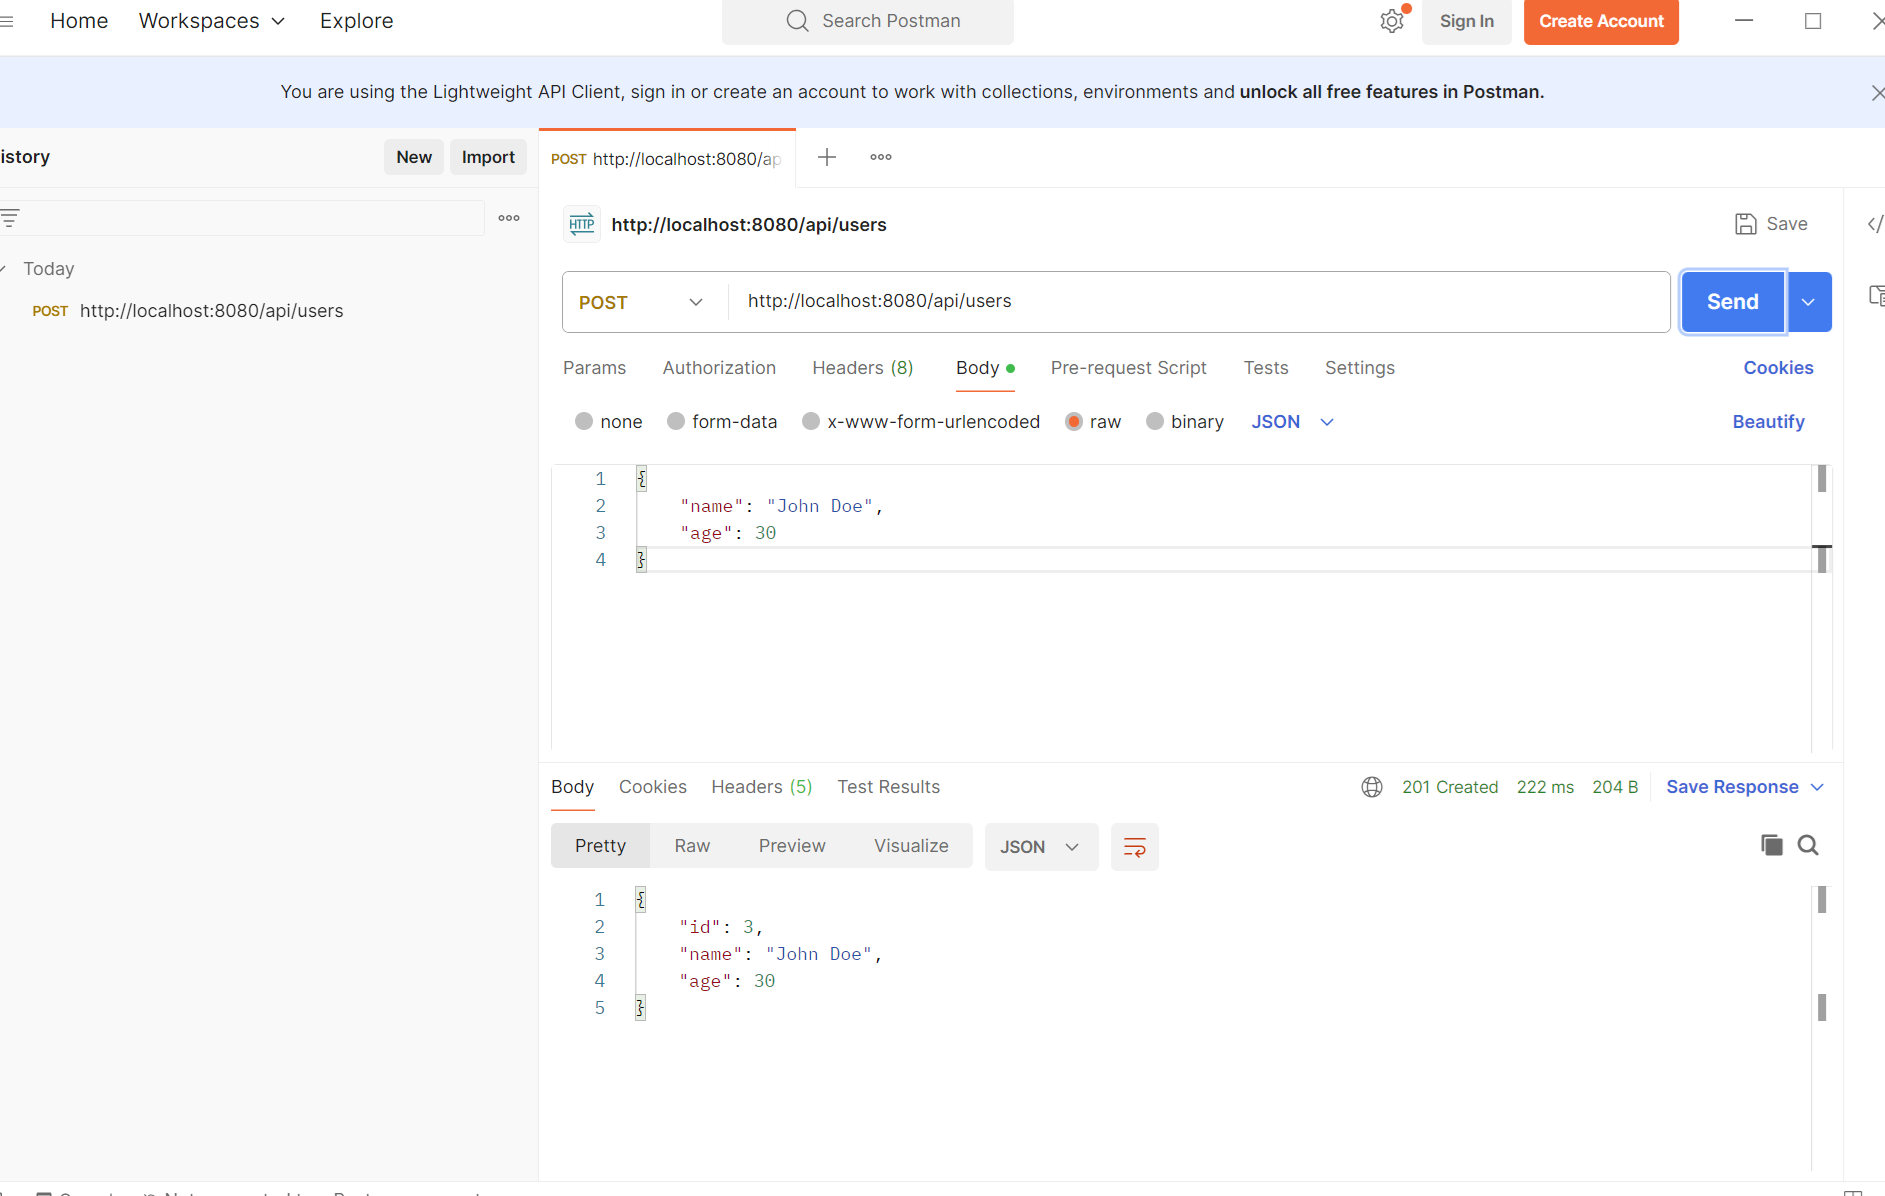 Home Workspaces Explore Search Postman Sign In Create Account
You are using the Lightweight API Client, sign in or create an account to work with collections, environments and unlock all free features in Postman.
istory New Import POST http://localhost:8080/ap
http://localhost:8080/api/users Save
Today
POST http://localhost:8080/api/users
POST http://localhost:8080/api/users Send
Params Authorization Headers (8) Body Pre-request Script Tests Settings Cookies
none form-data x-www-form-urlencoded raw binary JSON Beautify
1 {
2 "name": "John Doe",
3 "age": 30
4 }
Body Cookies Headers (5) Test Results 201 Created 222 ms 204 B Save Response
Pretty Raw Preview Visualize JSON
1 {
2 "id": 3,
3 "name": "John Doe",
4 "age": 30
5 }